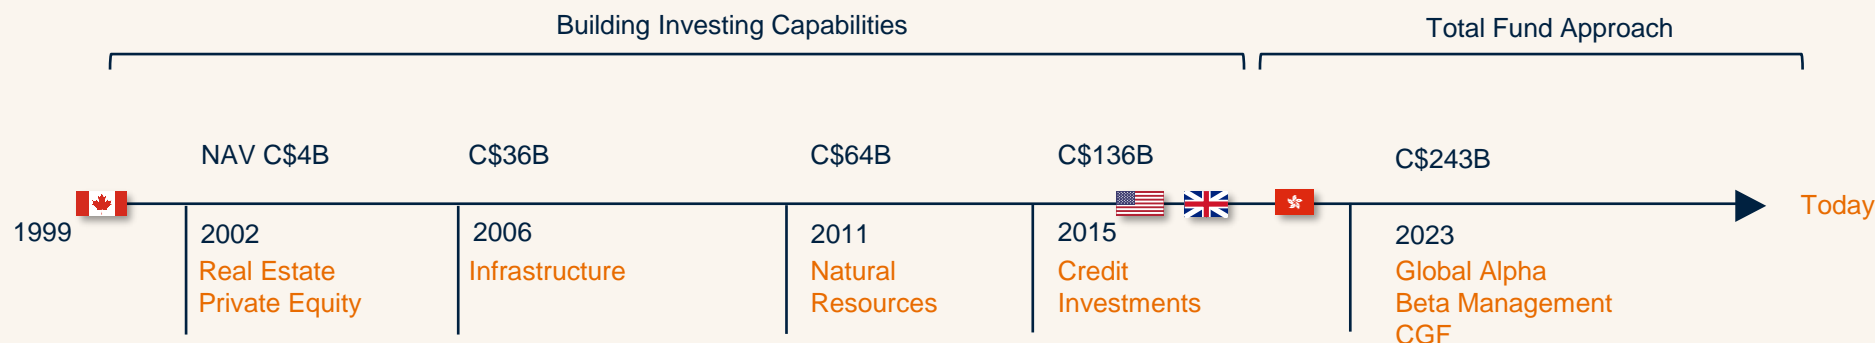 Building Investing Capabilities
Total Fund Approach
NAV C$4B
C$36B
C$64B
C$136B
C$243B
1999
Today
2002
Real Estate
Private Equity
2006
Infrastructure
2011
Natural
Resources
2015
Credit
Investments
2023
Global Alpha
Beta Management
CGF